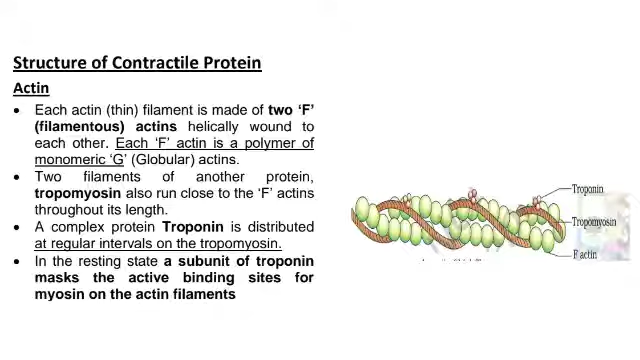 Structure of Contractile Protein
Actin
• Each actin (thin) filament is made of two ‘F’
(filamentous) actins helically wound to
each other. Each ‘F’ actin is a polymer of
monomeric ‘G’ (Globular) actins.
• Two filaments of another protein,
tropomyosin also run close to the ‘F’ actins
throughout its length.
• A complex protein Troponin is distributed
at regular intervals on the tropomyosin.
• In the resting state a subunit of troponin
masks the active binding sites for
myosin on the actin filaments
Troponin
Tropomyosin
F actin